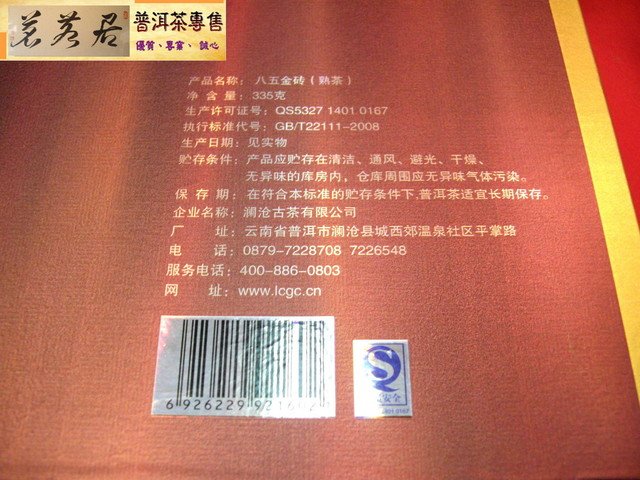 茗茗居
普洱茶專售
優質、專業、誠心
产品名称：八五金砖（熟茶）
净 含 量：335克
生产许可证号：QS5327 1401 0167
执行标准代号：GB/T22111-2008
生产日期：见实物
贮存条件：产品应贮存在清洁、通风、避光、干燥、
无异味的库房内，仓库周围应无异味气体污染。
保 存 期：在符合本标准的贮存条件下,普洱茶适宜长期保存。
企业名称：澜沧古茶有限公司
厂 址：云南省普洱市澜沧县城西郊温泉社区平掌路
电 话：0879-7228708 7226548
服务电话：400-886-0803
网 址：www.lcgc.cn
6 926229 921
安全
1401 0167